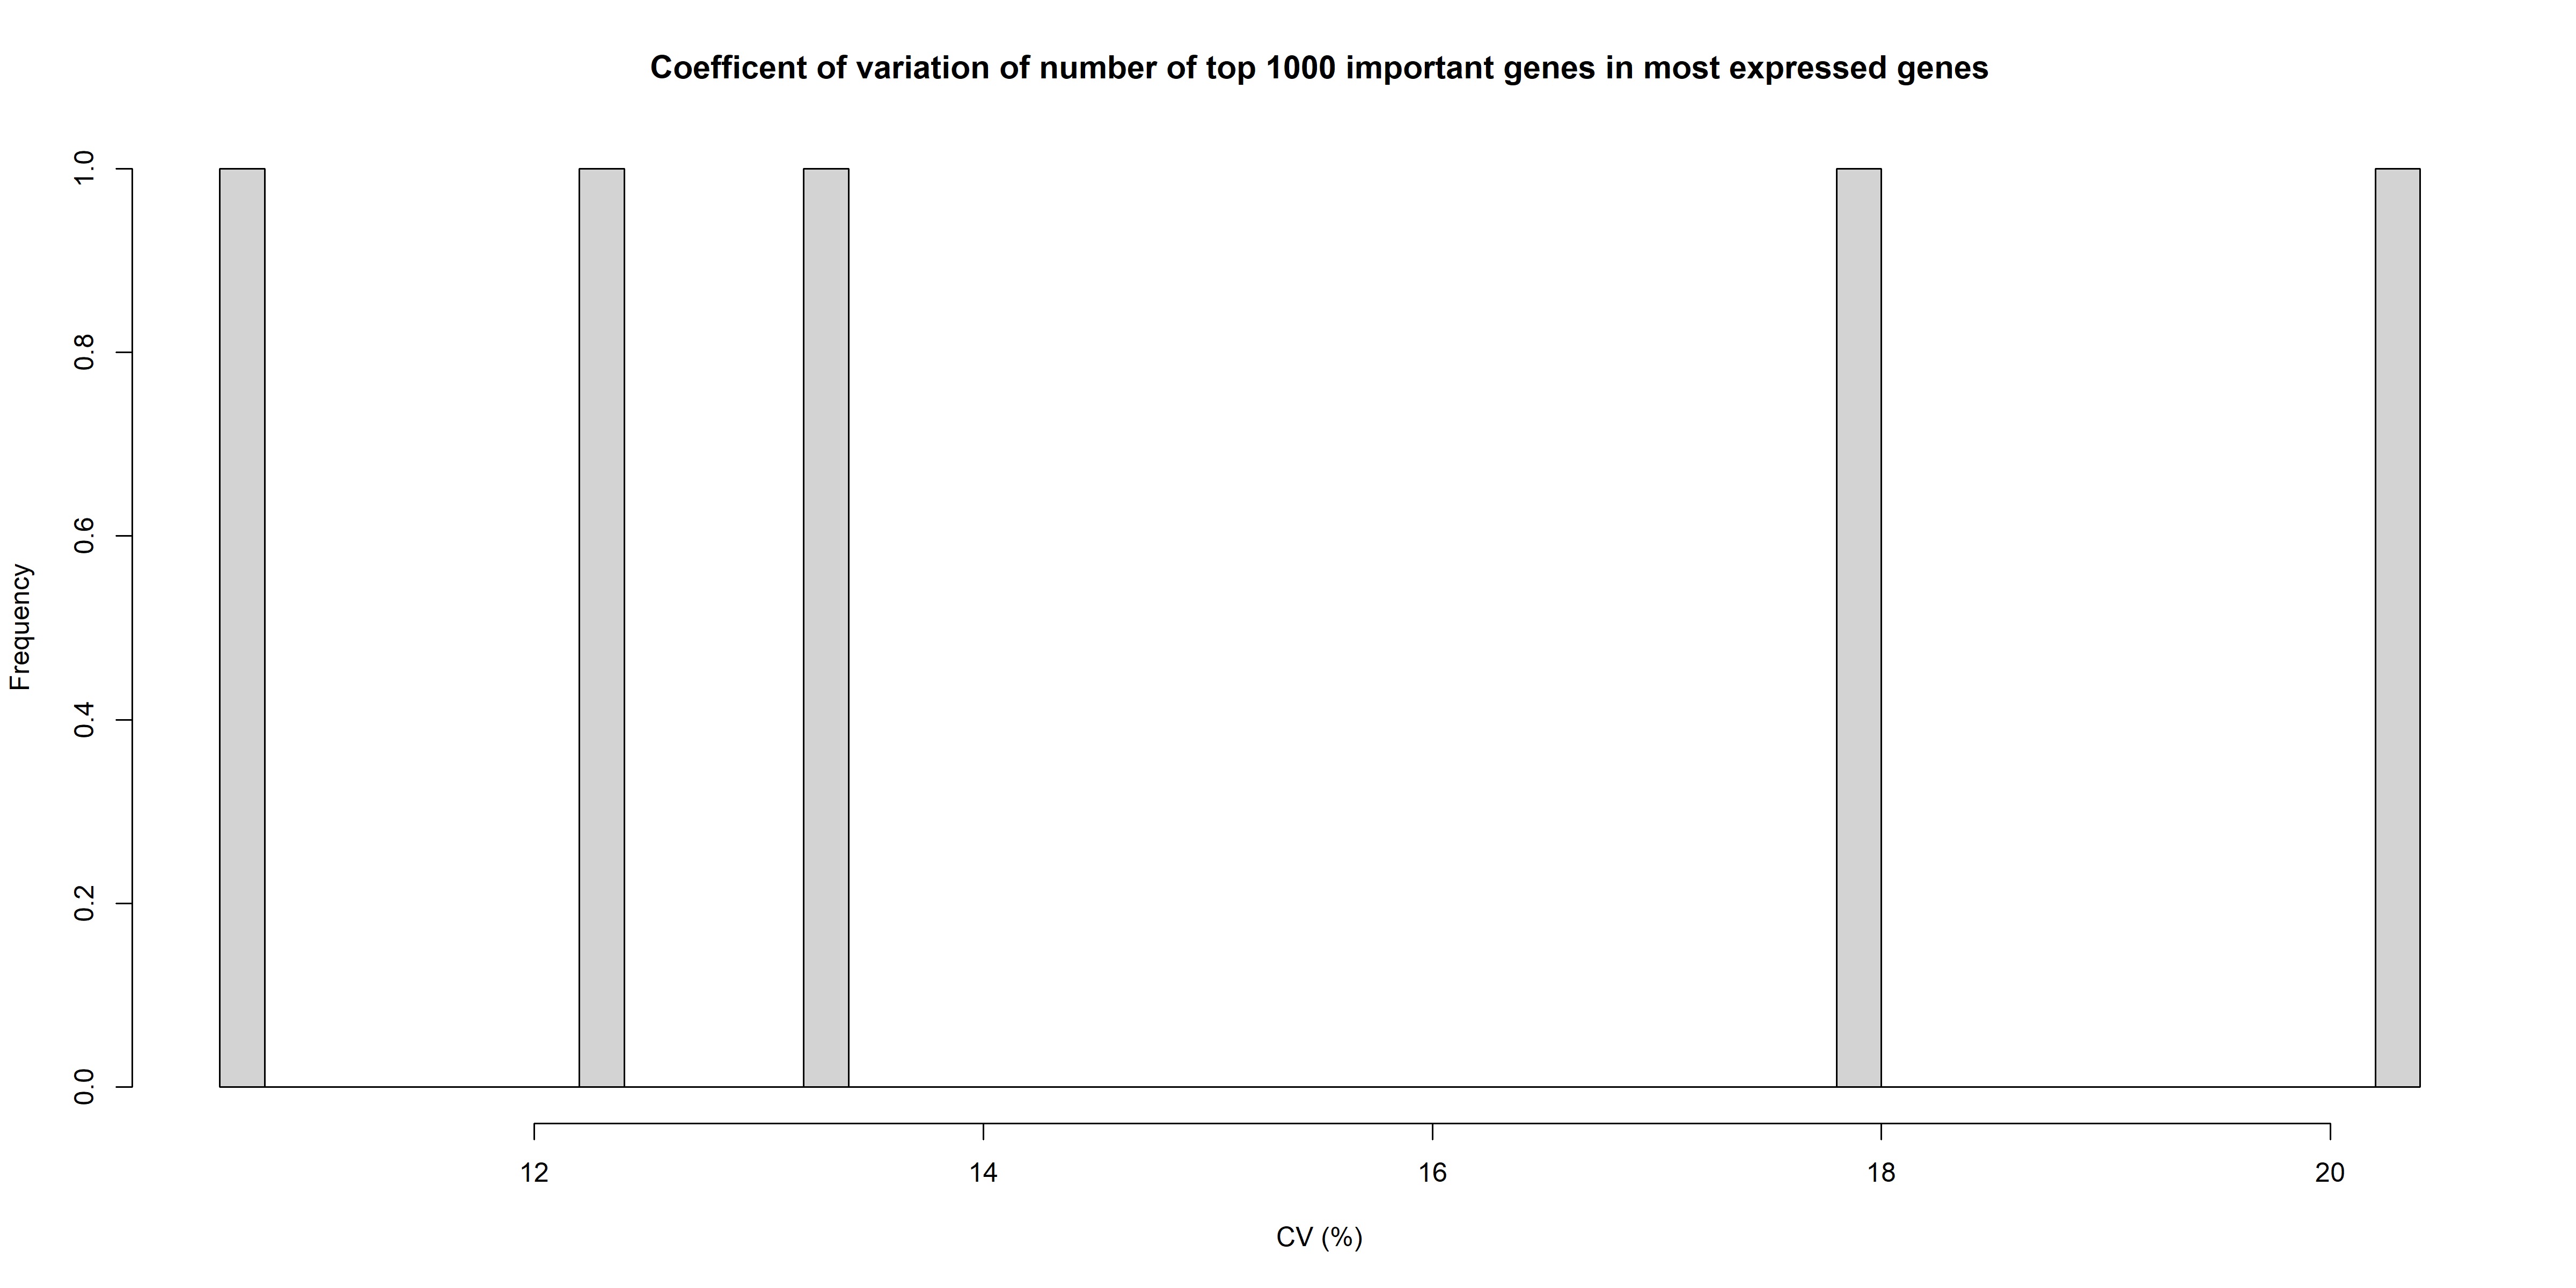 Coefficent of variation of number of top 1000 important genes in most expressed genes
1.0
0.8
0.6
0.4
0.2
0.0
Frequency
12 14 16 18 20
CV (%)